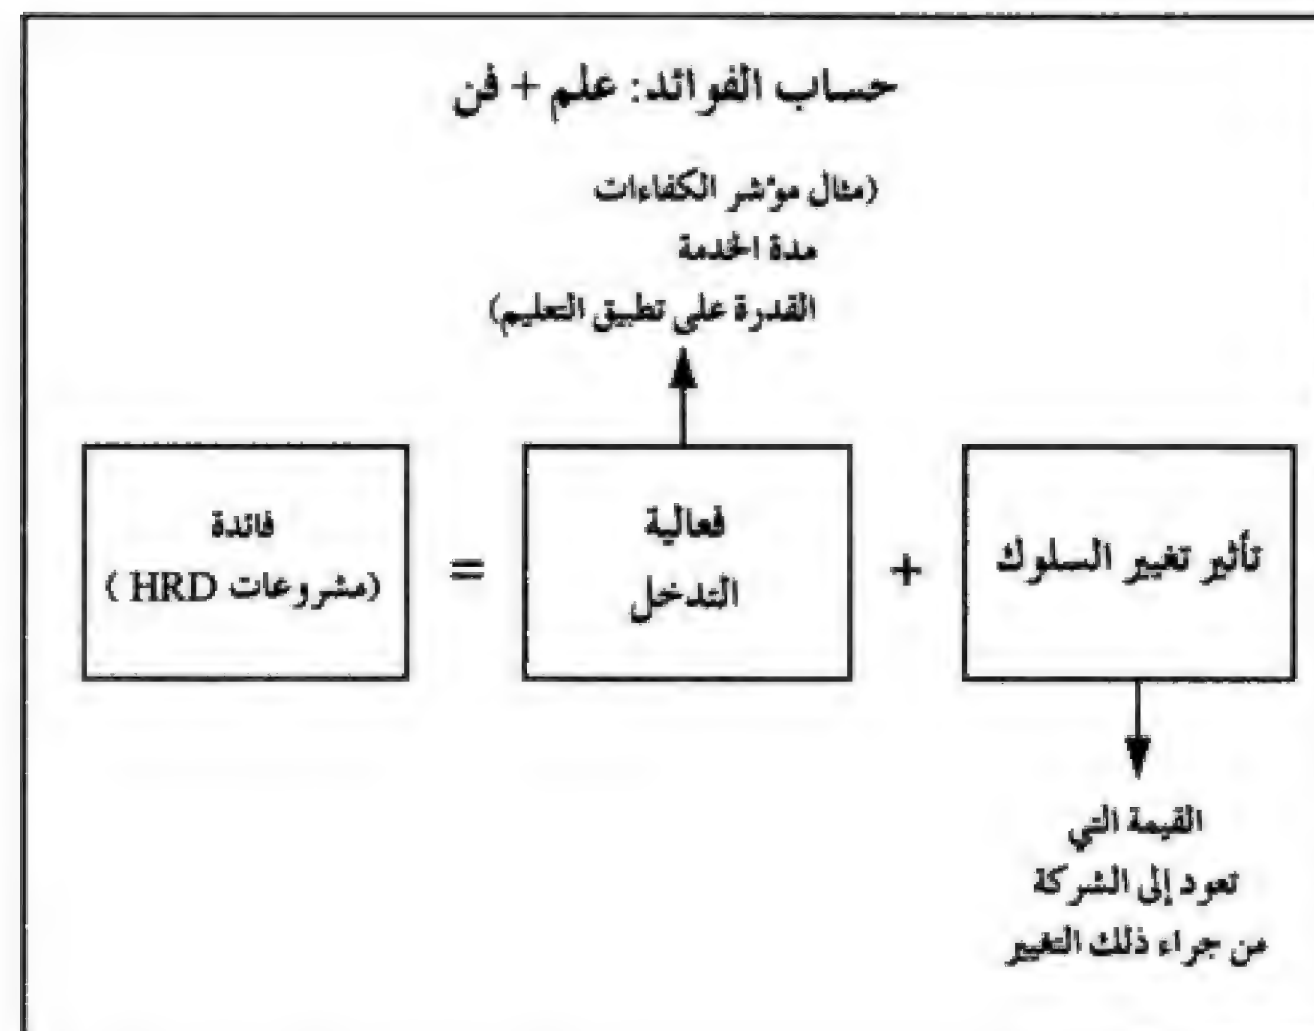 حساب الفوائد: علم + فن
(مثال مؤشر الكفاءات
مدة الخدمة
القدرة على تطبيق التعليم)
تأثير تغيير السلوك
+
فعالية
التدخل
=
فائدة
(مشروعات HRD )
القيمة التي
تعود إلى الشركة
من جراء ذلك التغيير